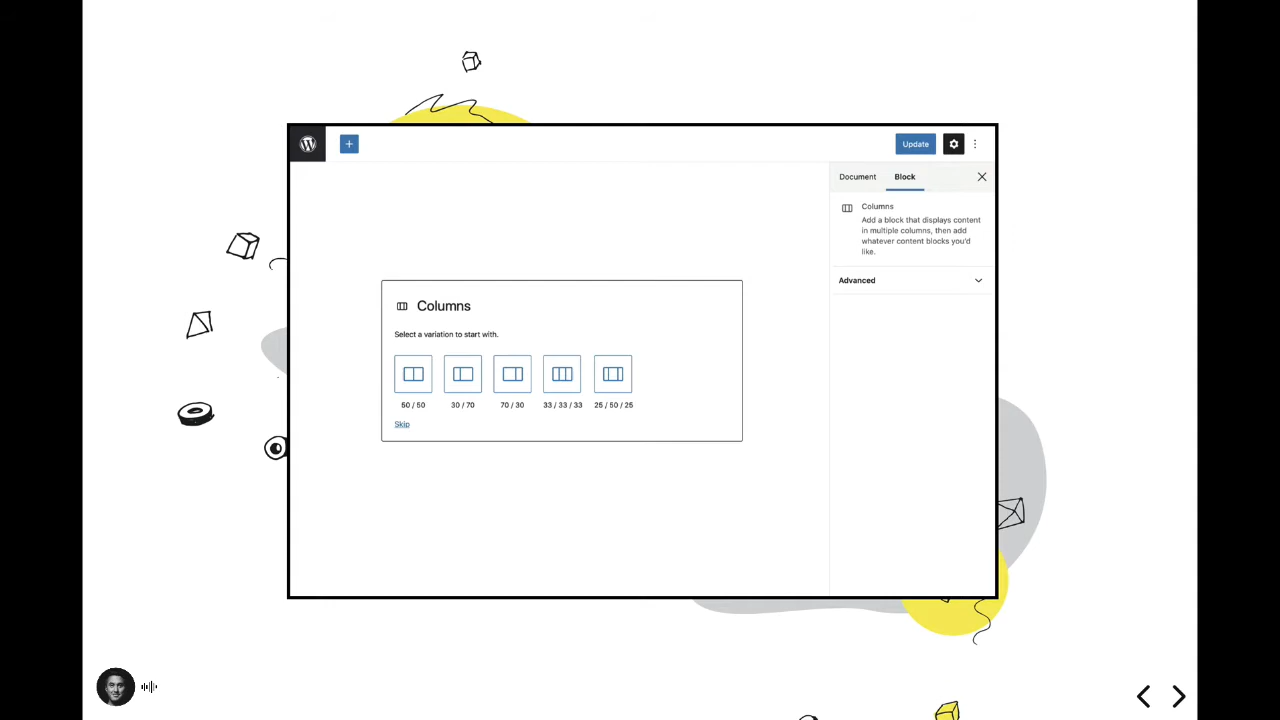 Update
Document Block
Columns
Add a block that displays content
in multiple columns, then add
whatever content blocks you'd
like.
Advanced
Columns
Select a variation to start with.
50 / 50 30 / 70 70 / 30 33 / 33 / 33 25 / 50 / 25
Skip